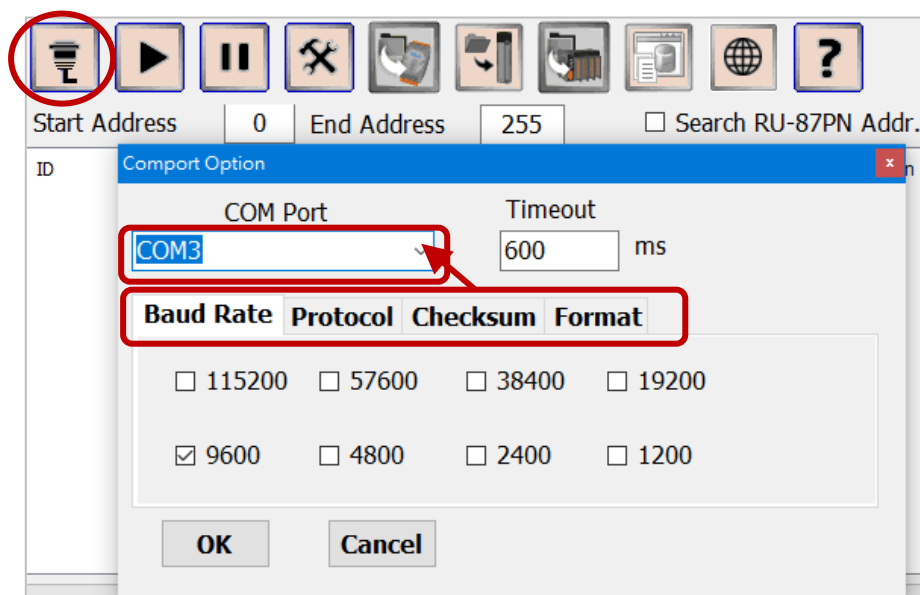 ?
Start Address 0 End Address 255 Search RU-87PN Addr.
ID
Comport Option x
COM Port Timeout
COM3 600 ms
Baud Rate Protocol Checksum Format
115200 57600 38400 19200
9600 4800 2400 1200
OK Cancel